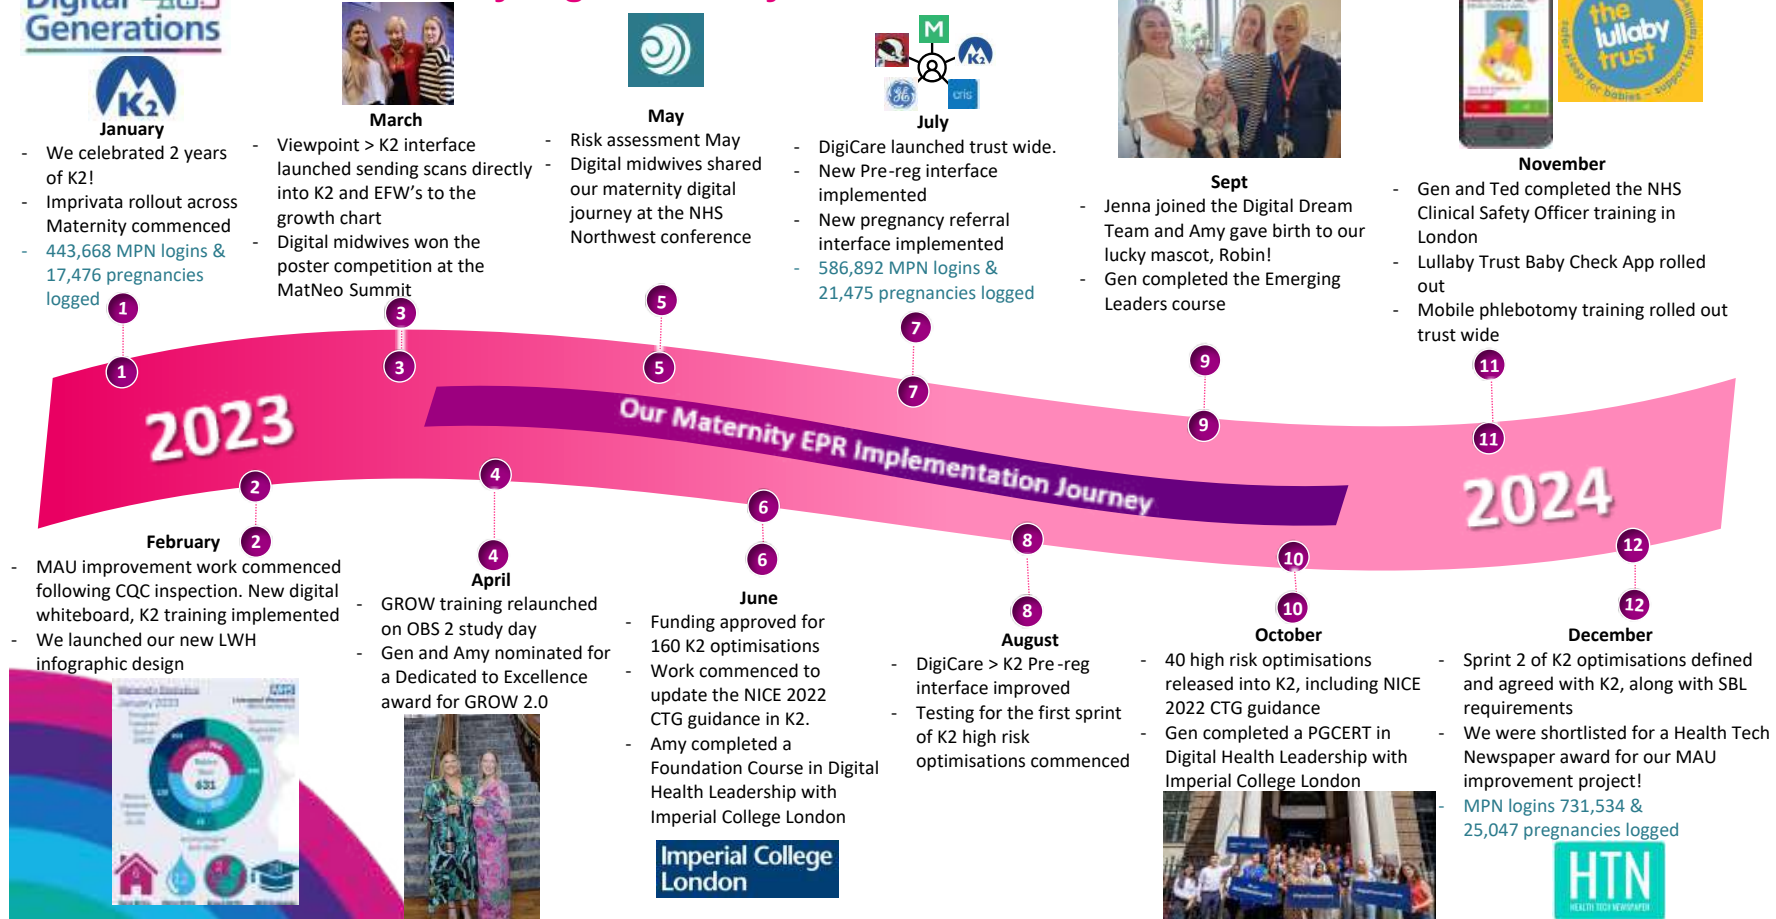 Digital
Generations
K2
January
- We celebrated 2 years
of K2!
- Imprivata rollout across
Maternity commenced
- 443,668 MPN logins &
17,476 pregnancies
logged
March
- Viewpoint > K2 interface
launched sending scans directly
into K2 and EFW's to the
growth chart
- Digital midwives won the
poster competition at the
MatNeo Summit
May
- Risk assessment May
- Digital midwives shared
our maternity digital
journey at the NHS
Northwest conference
M
K2
cris
July
- DigiCare launched trust wide.
- New Pre-reg interface
implemented
- New pregnancy referral
interface implemented
- 586,892 MPN logins &
21,475 pregnancies logged
Sept
- Jenna joined the Digital Dream
Team and Amy gave birth to our
lucky mascot, Robin!
- Gen completed the Emerging
Leaders course
the
lullaby
trust
safer sleep for babies - support for families
November
- Gen and Ted completed the NHS
Clinical Safety Officer training in
London
- Lullaby Trust Baby Check App rolled
out
- Mobile phlebotomy training rolled out
trust wide
1
3
5
7
9
11
1
3
5
7
9
11
2023
Our Maternity EPR Implementation Journey
2024
2
4
6
8
10
12
2
4
6
8
10
12
February
- MAU improvement work commenced
following CQC inspection. New digital
whiteboard, K2 training implemented
- We launched our new LWH
infographic design
Maternity Statistics
January 2023
NHS
631
April
- GROW training relaunched
on OBS 2 study day
- Gen and Amy nominated for
a Dedicated to Excellence
award for GROW 2.0
June
- Funding approved for
160 K2 optimisations
- Work commenced to
update the NICE 2022
CTG guidance in K2.
- Amy completed a
Foundation Course in Digital
Health Leadership with
Imperial College London
Imperial College
London
August
- DigiCare > K2 Pre-reg
interface improved
- Testing for the first sprint
of K2 high risk
optimisations commenced
October
- 40 high risk optimisations
released into K2, including NICE
2022 CTG guidance
- Gen completed a PGCERT in
Digital Health Leadership with
Imperial College London
December
- Sprint 2 of K2 optimisations defined
and agreed with K2, along with SBL
requirements
- We were shortlisted for a Health Tech
Newspaper award for our MAU
improvement project!
- MPN logins 731,534 &
25,047 pregnancies logged
HTN
HEALTH TECH NEWSPAPER